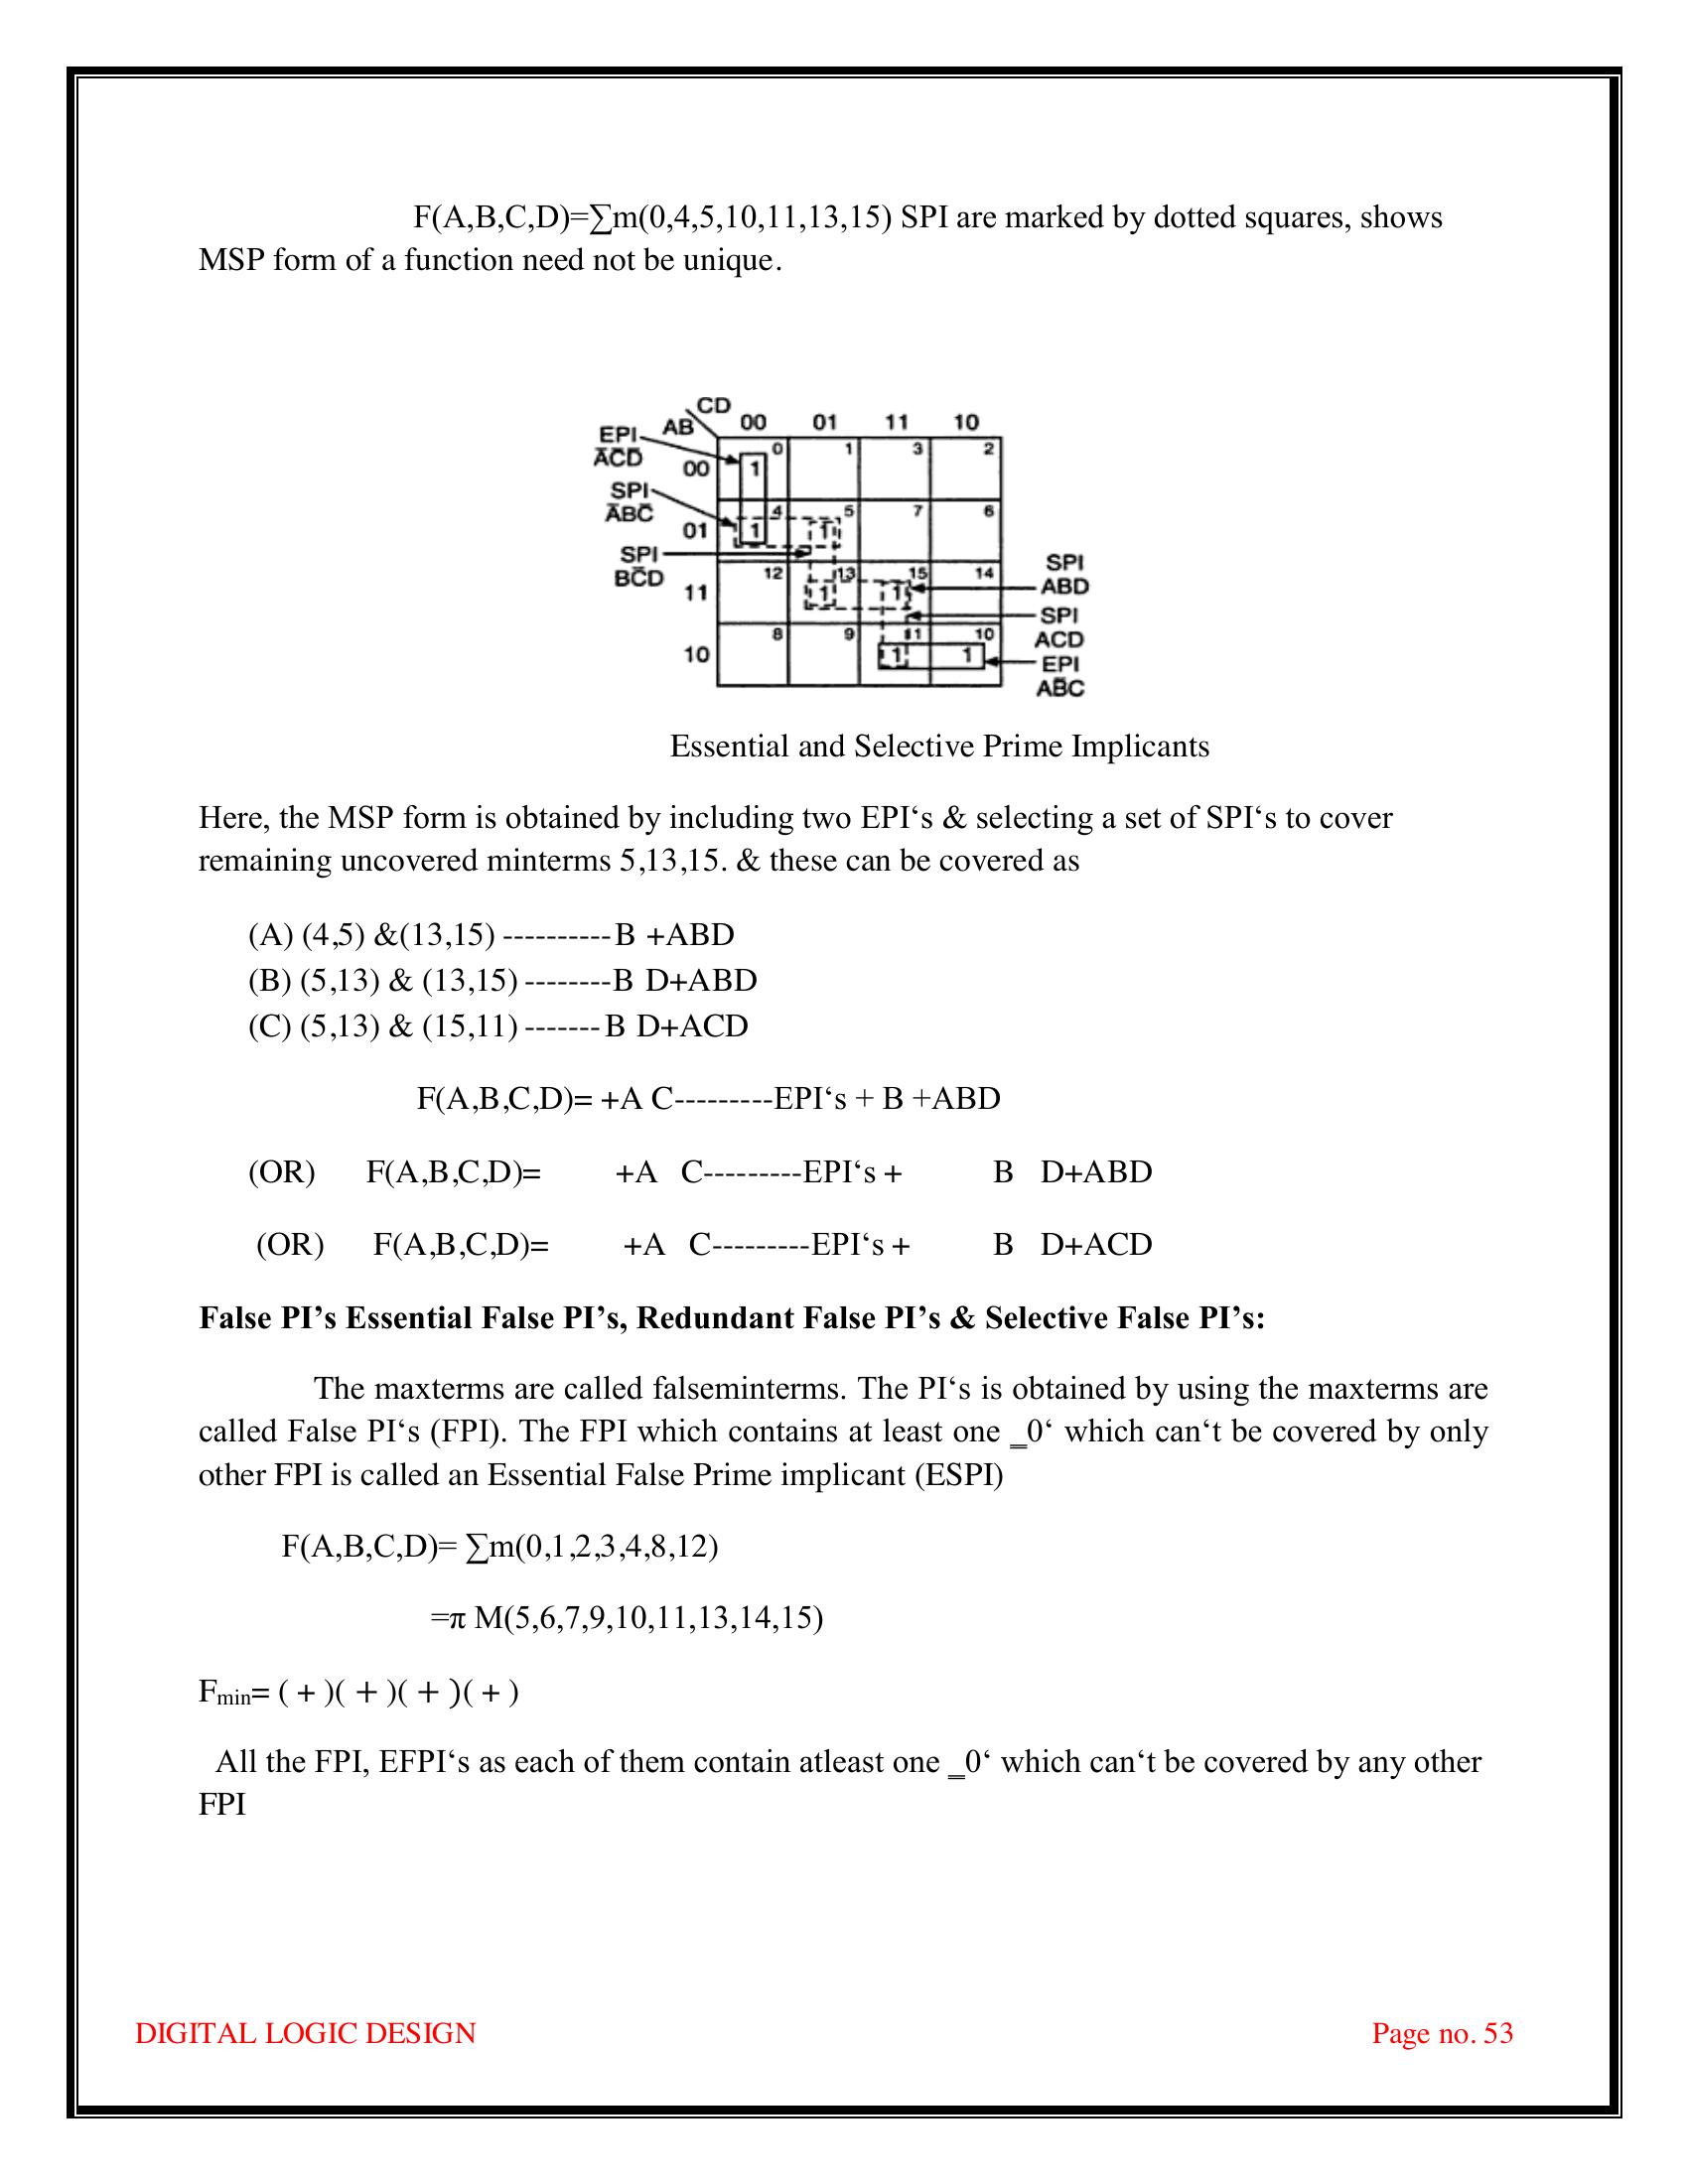 F(A,B,C,D)=∑m(0,4,5,10,11,13,15) SPI are marked by dotted squares, shows
MSP form of a function need not be unique.
CD
AB 00 01 11 10
EPI
A̅C̅D̅
00 1 0 1 3 2
SPI
A̅BC̅
01 1 4 1 5 7 6
SPI
BC̅D
11 12 1 13 1 15 14
SPI
ABD
SPI
ACD
10 8 9 1 11 1 10
EPI
AB̅C
Essential and Selective Prime Implicants
Here, the MSP form is obtained by including two EPI‘s & selecting a set of SPI‘s to cover
remaining uncovered minterms 5,13,15. & these can be covered as
(A) (4,5) &(13,15) ----------B +ABD
(B) (5,13) & (13,15) --------B D+ABD
(C) (5,13) & (15,11) -------B D+ACD
F(A,B,C,D)= +A C---------EPI‘s + B +ABD
(OR) F(A,B,C,D)= +A C---------EPI‘s + B D+ABD
(OR) F(A,B,C,D)= +A C---------EPI‘s + B D+ACD
False PI’s Essential False PI’s, Redundant False PI’s & Selective False PI’s:
The maxterms are called falseminterms. The PI‘s is obtained by using the maxterms are
called False PI‘s (FPI). The FPI which contains at least one ‗0‘ which can‘t be covered by only
other FPI is called an Essential False Prime implicant (ESPI)
F(A,B,C,D)= ∑m(0,1,2,3,4,8,12)
=π M(5,6,7,9,10,11,13,14,15)
Fmin= ( + )( + )( + )( + )
All the FPI, EFPI‘s as each of them contain atleast one ‗0‘ which can‘t be covered by any other
FPI
DIGITAL LOGIC DESIGN Page no. 53